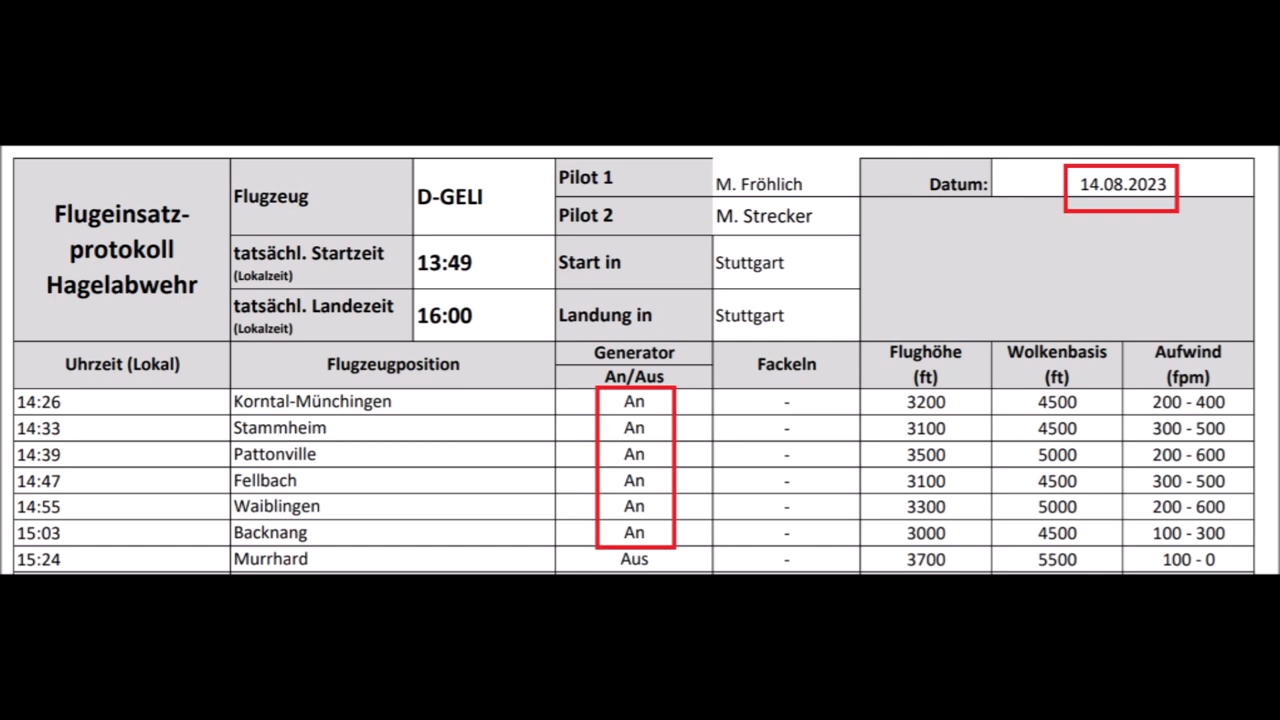 Flugeinsatz-
protokoll
Hagelabwehr
Flugzeug
D-GELI
Pilot 1
M. Fröhlich
Datum:
14.08.2023
Pilot 2
M. Strecker
tatsächl. Startzeit
(Lokalzeit)
13:49
Start in
Stuttgart
tatsächl. Landezeit
(Lokalzeit)
16:00
Landung in
Stuttgart
Uhrzeit (Lokal)
Flugzeugposition
Generator
An/Aus
Fackeln
Flughöhe
(ft)
Wolkenbasis
(ft)
Aufwind
(fpm)
14:26 Korntal-Münchingen An - 3200 4500 200 - 400
14:33 Stammheim An - 3100 4500 300 - 500
14:39 Pattonville An - 3500 5000 200 - 600
14:47 Fellbach An - 3100 4500 300 - 500
14:55 Waiblingen An - 3300 5000 200 - 600
15:03 Backnang An - 3000 4500 100 - 300
15:24 Murrhard Aus - 3700 5500 100 - 0